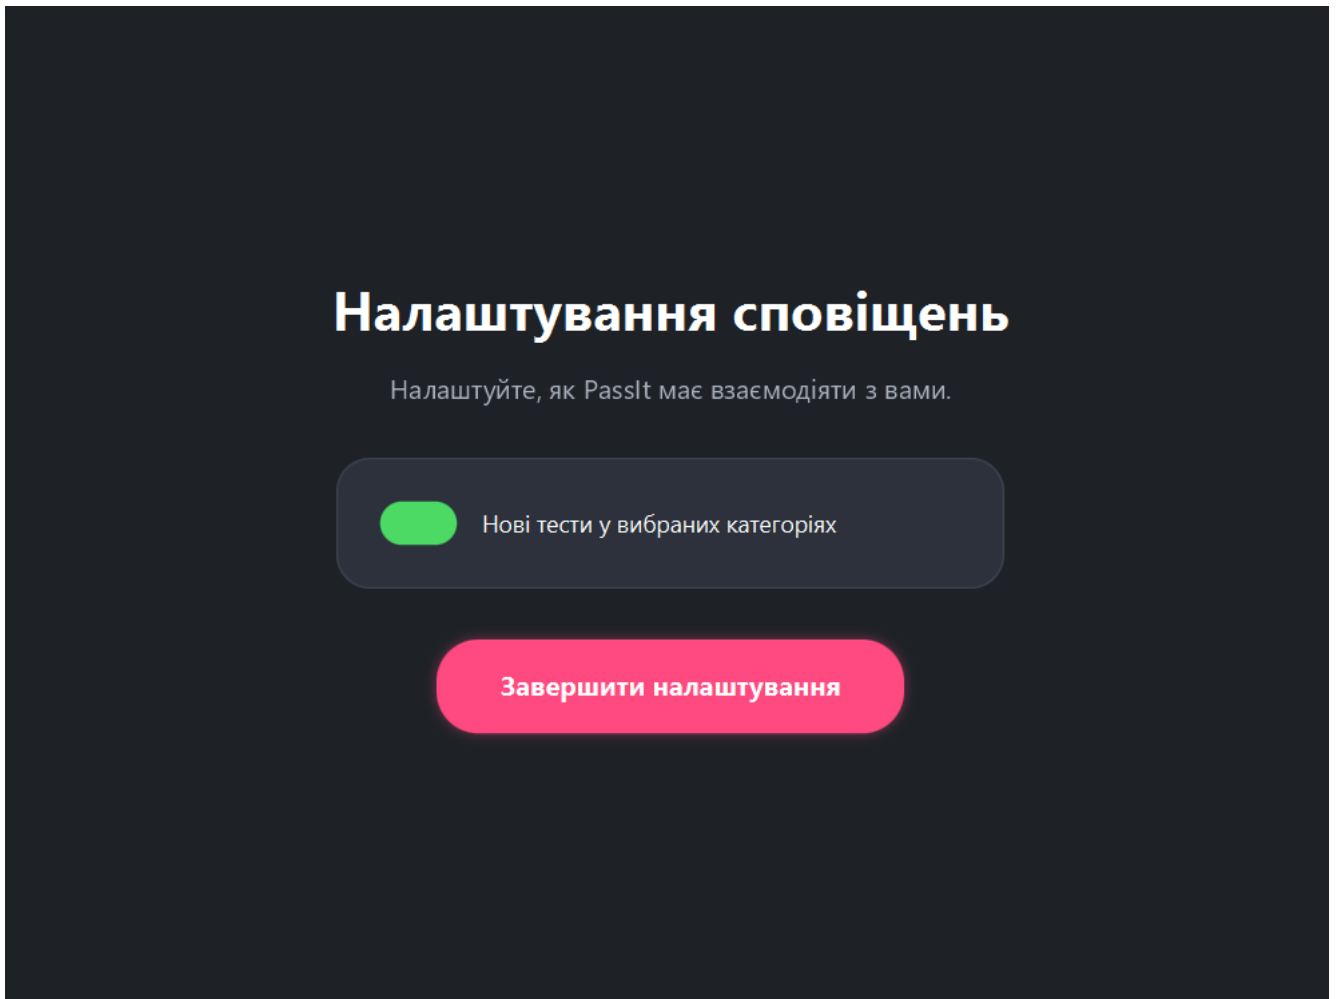 Налаштування сповіщень
Налаштуйте, як PassIt має взаємодіяти з вами.
Нові тести у вибраних категоріях
Завершити налаштування